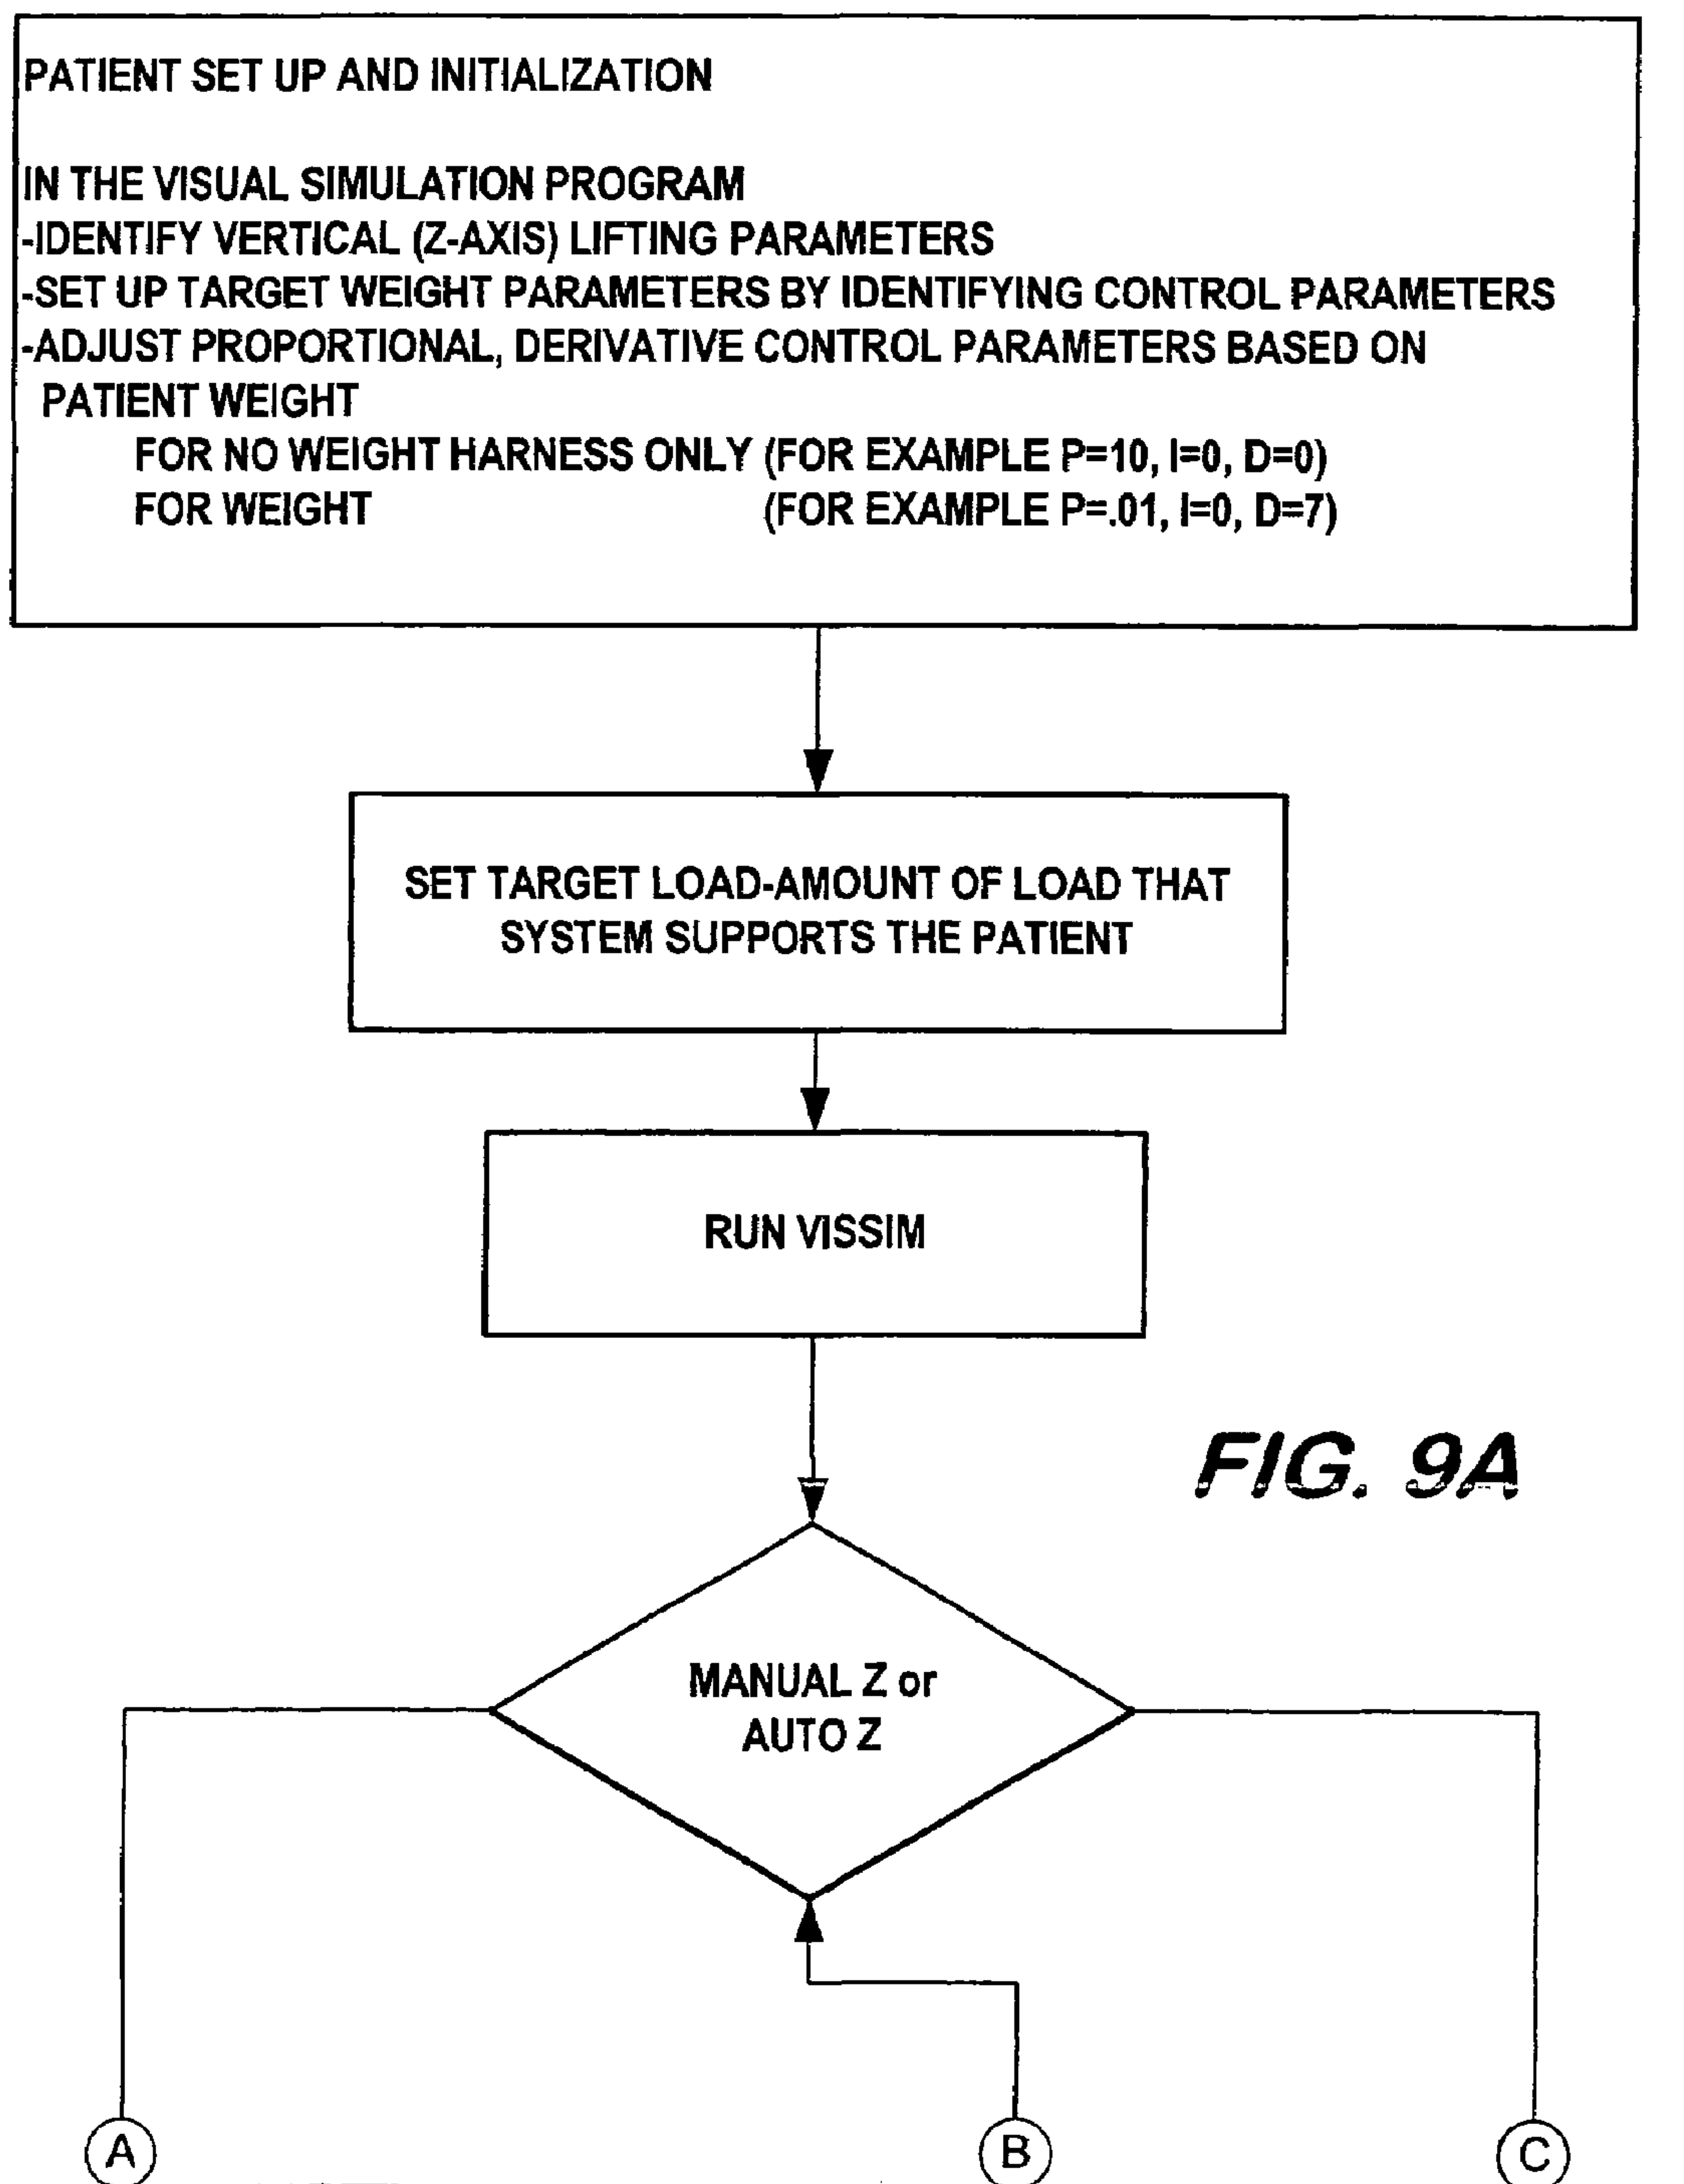 PATIENT SET UP AND INITIALIZATION
IN THE VISUAL SIMULATION PROGRAM
-IDENTIFY VERTICAL (Z-AXIS) LIFTING PARAMETERS
-SET UP TARGET WEIGHT PARAMETERS BY IDENTIFYING CONTROL PARAMETERS
-ADJUST PROPORTIONAL, DERIVATIVE CONTROL PARAMETERS BASED ON
PATIENT WEIGHT
FOR NO WEIGHT HARNESS ONLY (FOR EXAMPLE P=10, I=0, D=0)
FOR WEIGHT (FOR EXAMPLE P=.01, I=0, D=7)
SET TARGET LOAD-AMOUNT OF LOAD THAT
SYSTEM SUPPORTS THE PATIENT
RUN VISSIM
FIG. 9A
MANUAL Z or
AUTO Z
A
B
C